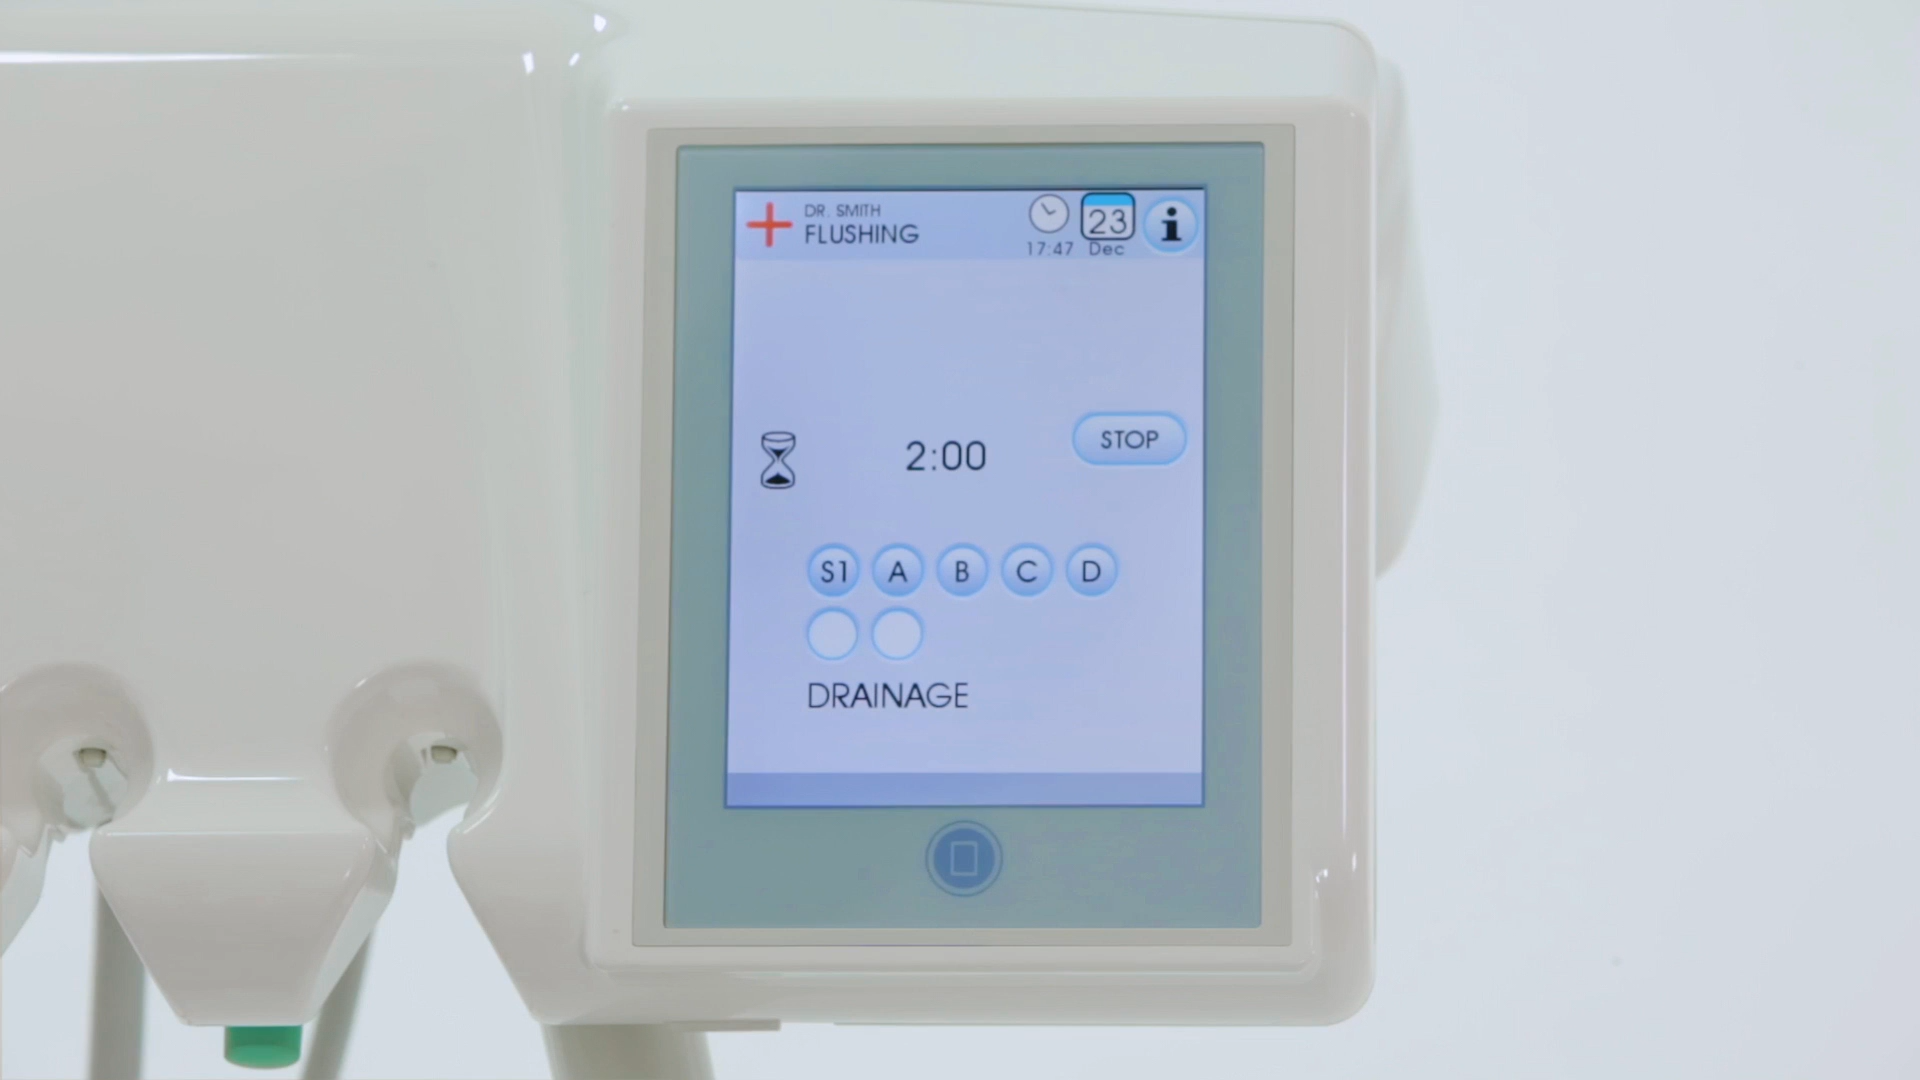 DR. SMITH
FLUSHING
23
i
17:47 Dec
2:00
STOP
S1 A B C D
DRAINAGE